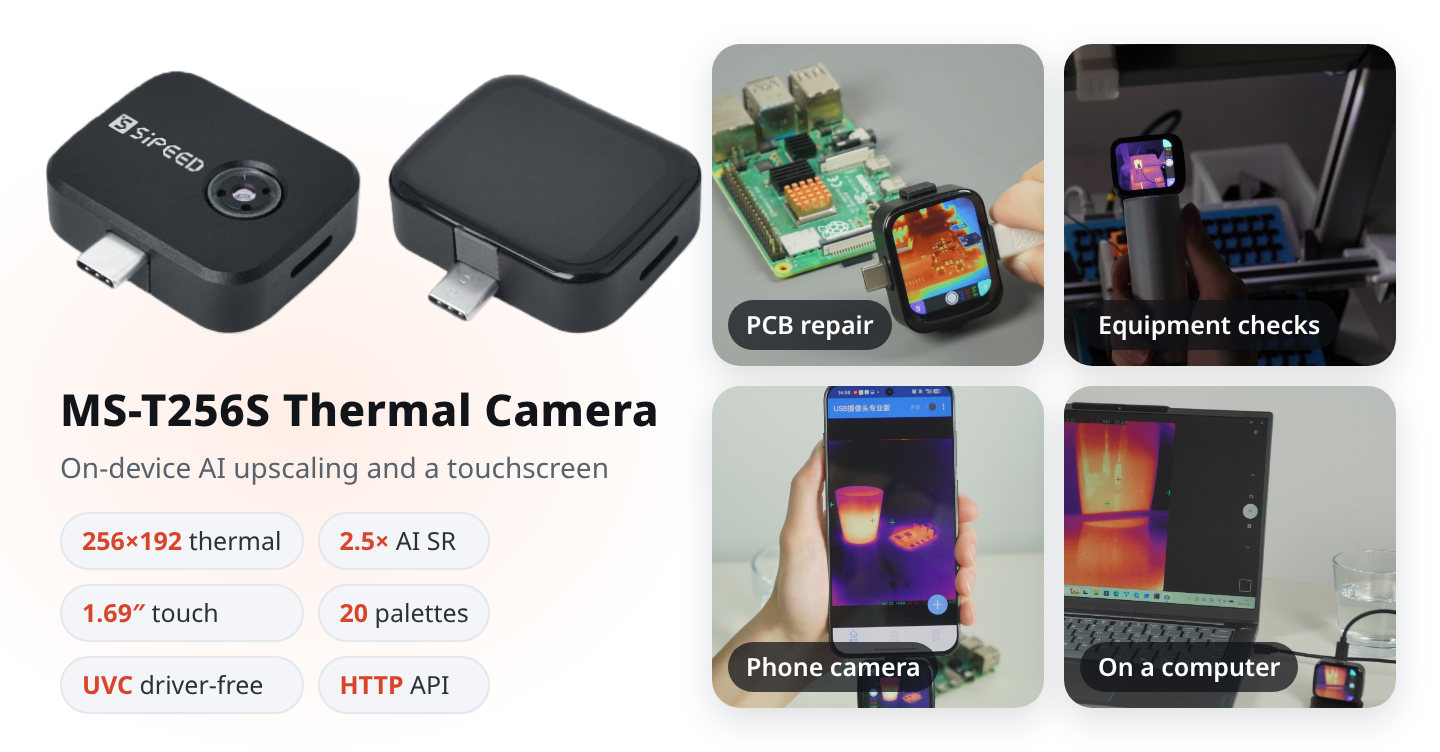 SiPEED
MS-T256S Thermal Camera
On-device AI upscaling and a touchscreen
256×192 thermal
2.5× AI SR
1.69″ touch
20 palettes
UVC driver-free
HTTP API
PCB repair
Equipment checks
USB摄像头专业版
Phone camera
On a computer